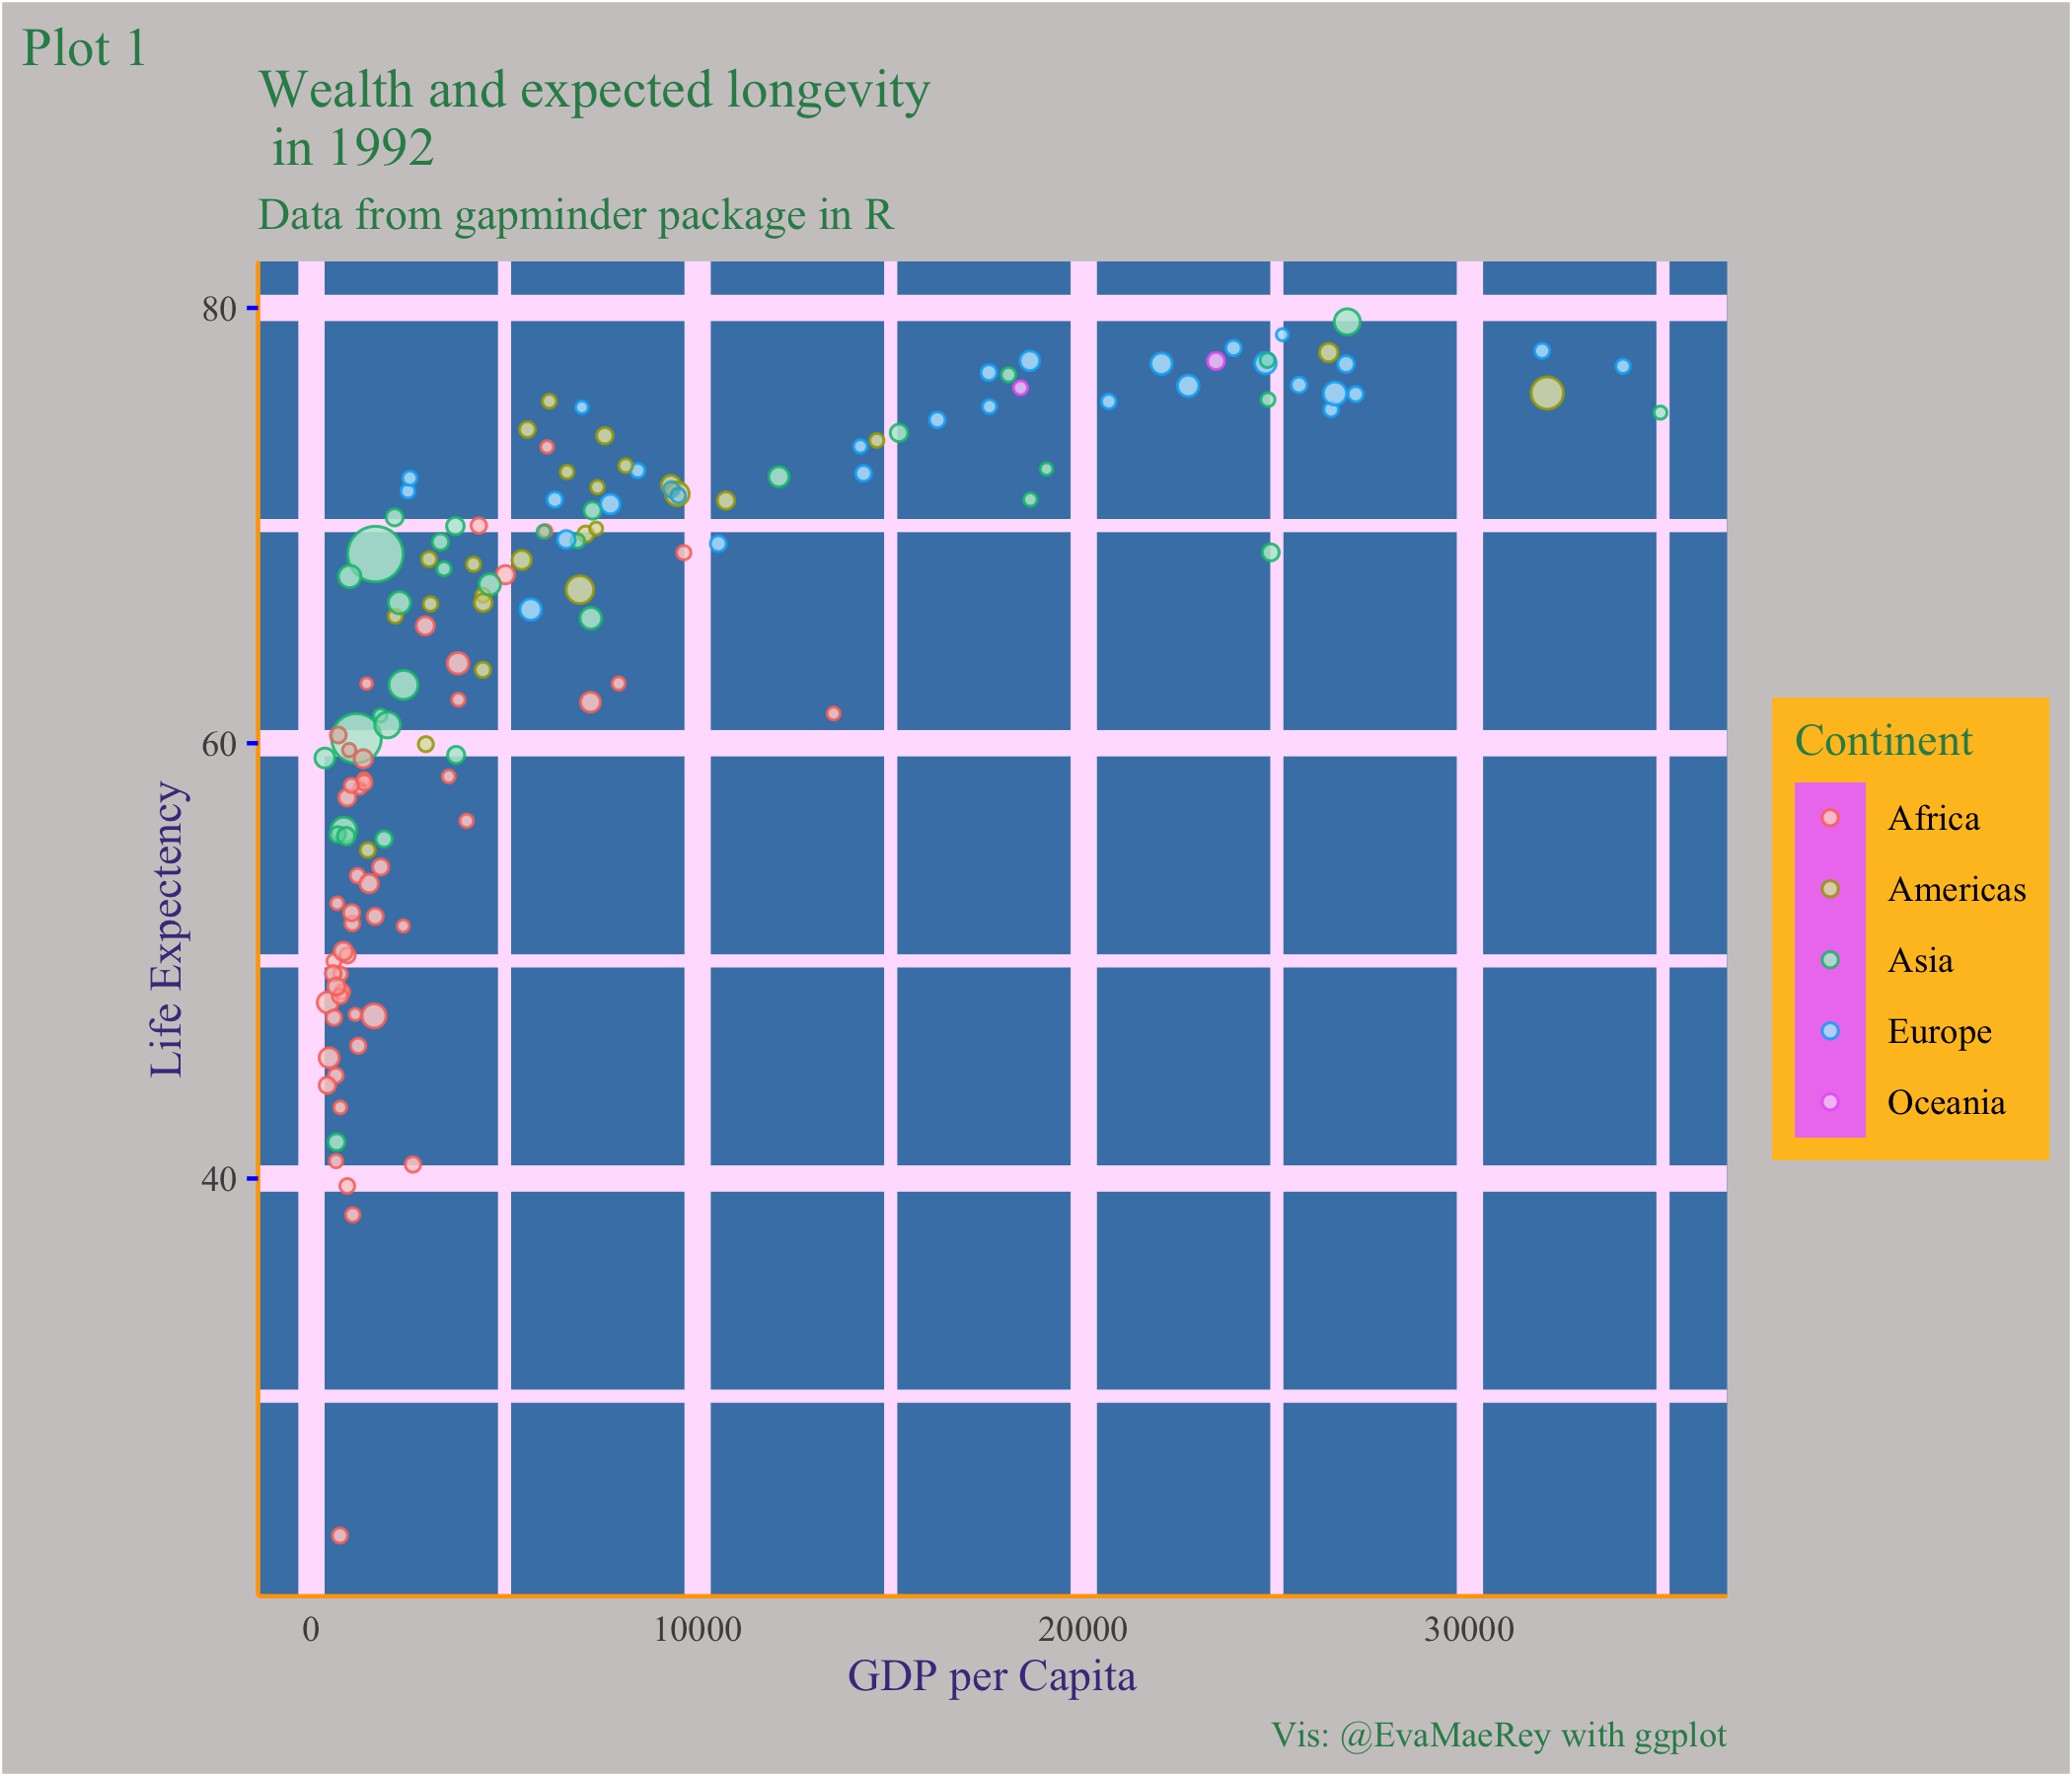 Plot 1
Wealth and expected longevity
in 1992
Data from gapminder package in R
80
60
40
Life Expectency
0 10000 20000 30000
GDP per Capita
Continent
Africa
Americas
Asia
Europe
Oceania
Vis: @EvaMaeRey with ggplot